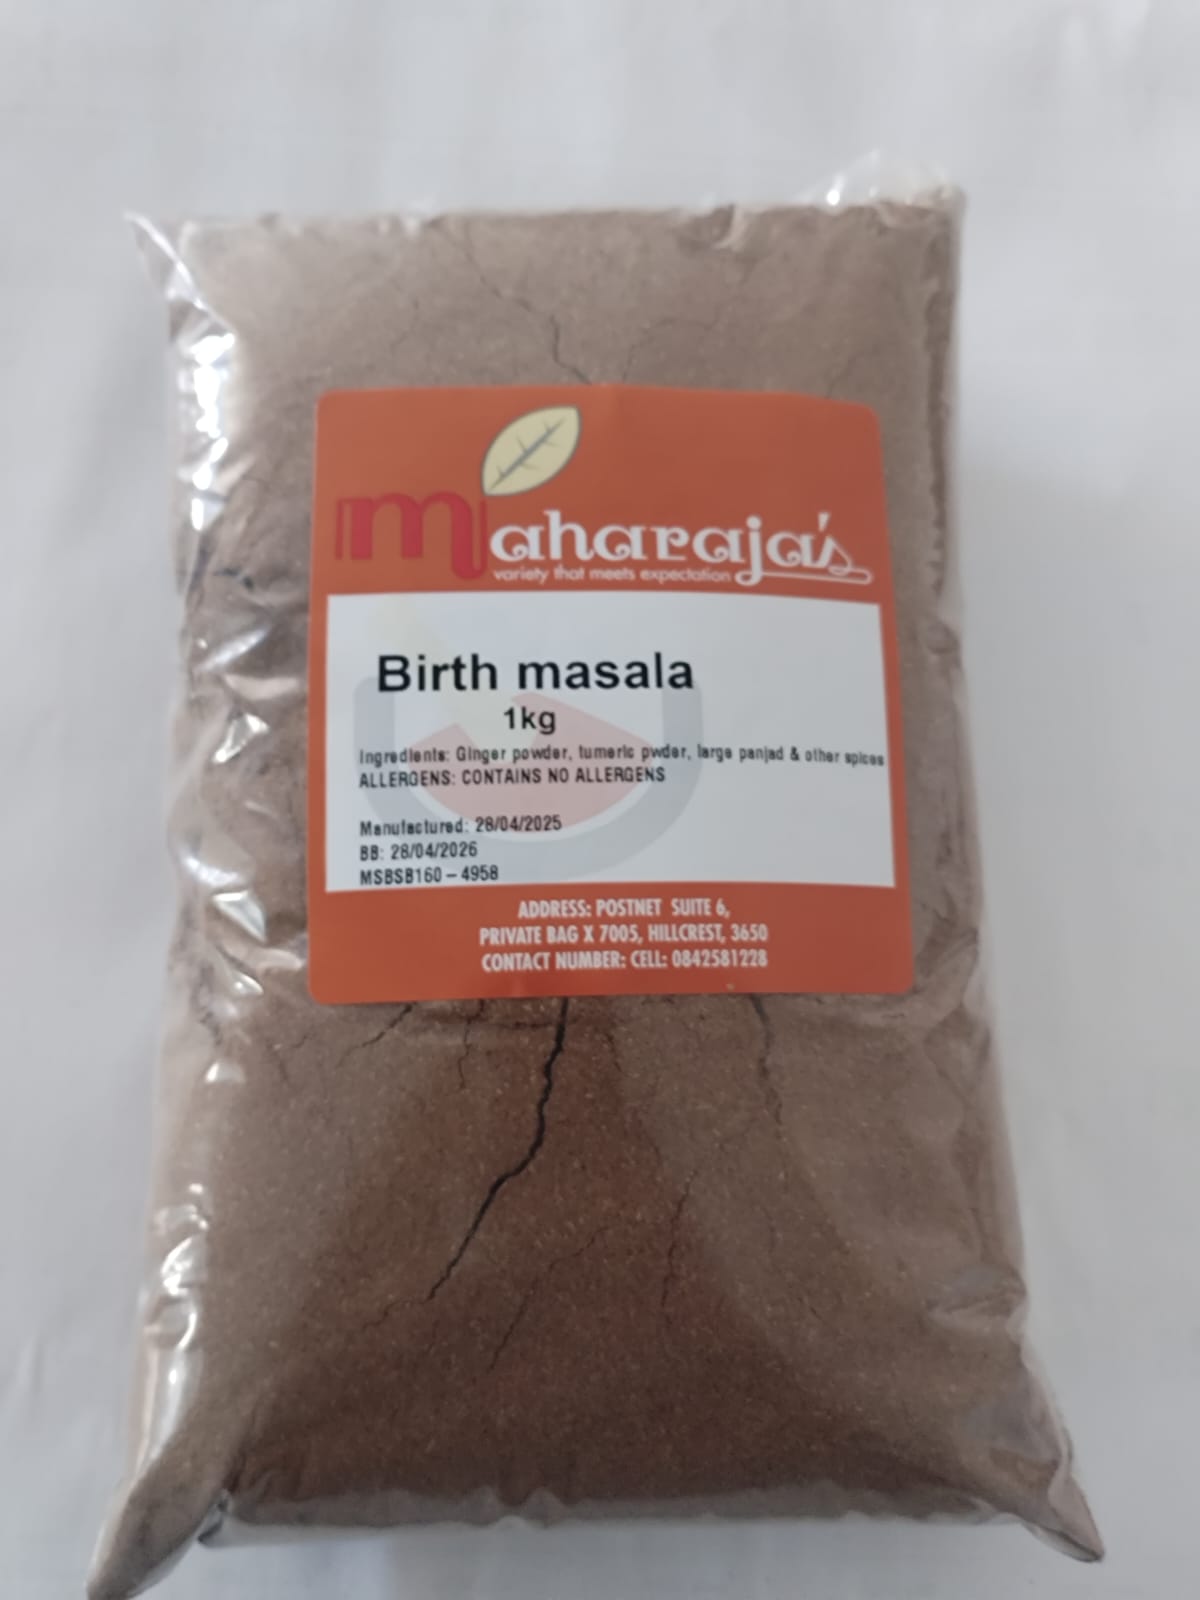 maharaja's
variety that meets expectation
Birth masala
1kg
Ingredients: Ginger powder, tumeric pwder, large panjad & other spices
ALLERGENS: CONTAINS NO ALLERGENS
Manufactured: 28/04/2025
BB: 28/04/2026
MSBSB160 – 4958
ADDRESS: POSTNET SUITE 6,
PRIVATE BAG X 7005, HILLCREST, 3650
CONTACT NUMBER: CELL: 0842581228